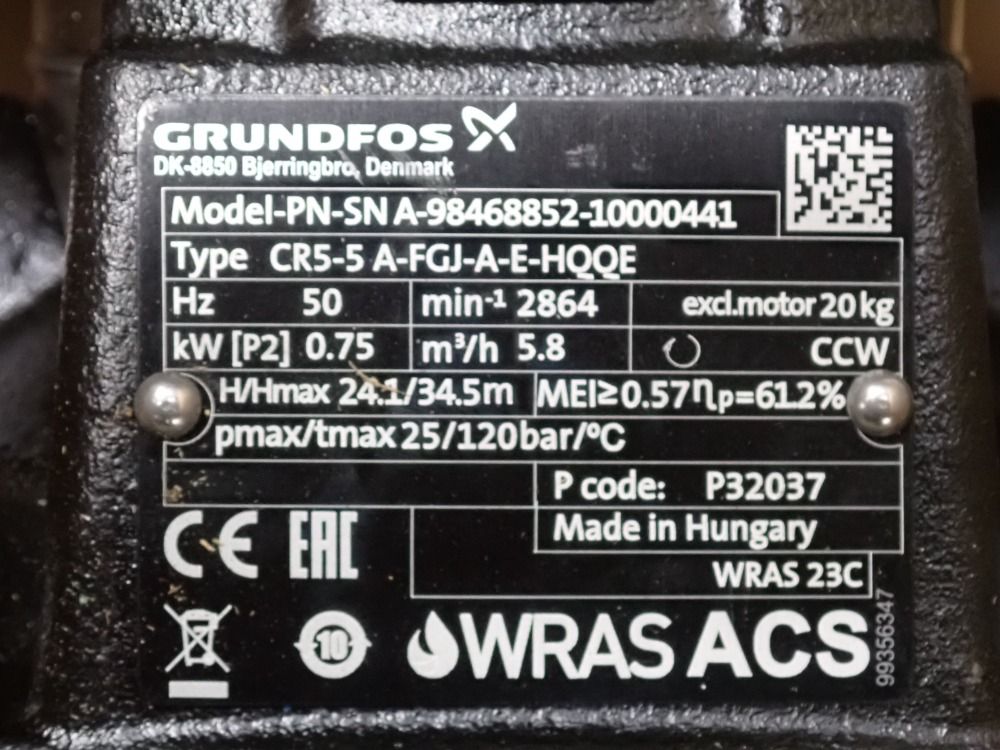 GRUNDFOS
DK-8850 Bjerringbro, Denmark
Model-PN-SN A-98468852-10000441
Type CR5-5 A-FGJ-A-E-HQQE
Hz 50 min⁻¹ 2864 excl.motor 20 kg
kW [P2] 0.75 m³/h 5.8 CCW
H/Hmax 24.1/34.5m MEI≥0.57 ηp=61.2%
pmax/tmax 25/120bar/°C
P code: P32037
Made in Hungary
CE EAC
WRAS 23C
10 WRAS ACS
99356347